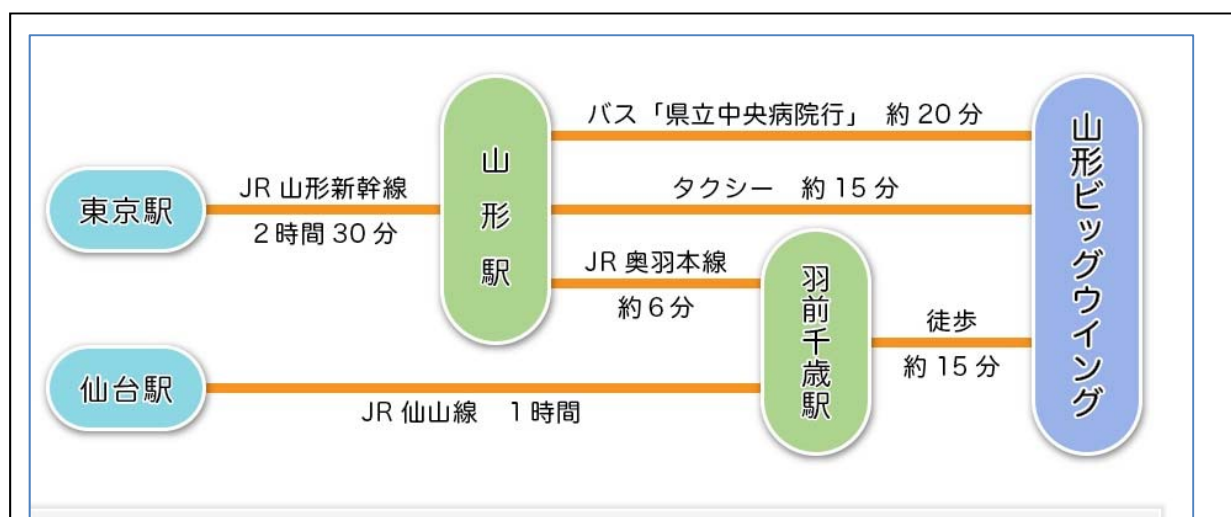 バス「県立中央病院行」 約20分
山形駅
山形ビッグウイング
東京駅
JR 山形新幹線
2時間30分
タクシー 約15分
JR 奥羽本線
約6分
羽前千歳駅
徒歩
約15分
仙台駅
JR 仙山線 1時間